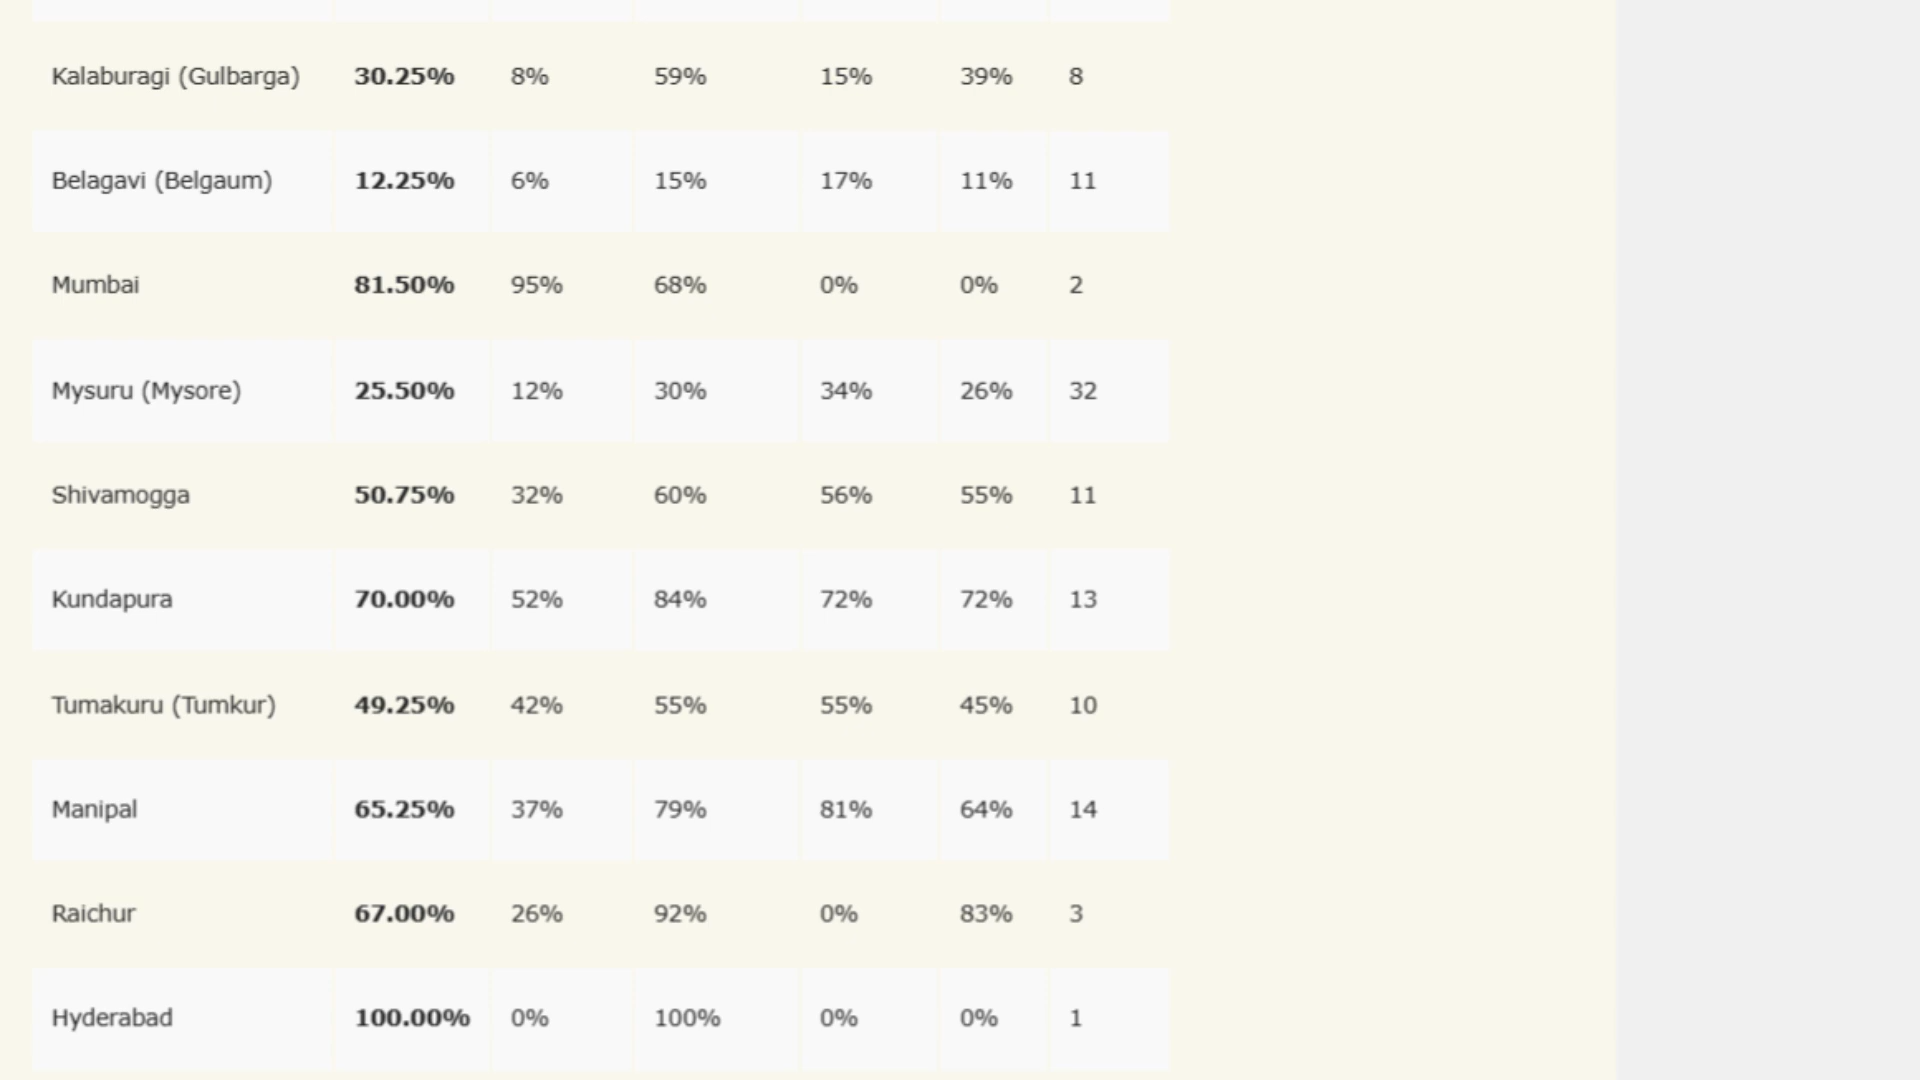 Kalaburagi (Gulbarga) 30.25% 8% 59% 15% 39% 8
Belagavi (Belgaum) 12.25% 6% 15% 17% 11% 11
Mumbai 81.50% 95% 68% 0% 0% 2
Mysuru (Mysore) 25.50% 12% 30% 34% 26% 32
Shivamogga 50.75% 32% 60% 56% 55% 11
Kundapura 70.00% 52% 84% 72% 72% 13
Tumakuru (Tumkur) 49.25% 42% 55% 55% 45% 10
Manipal 65.25% 37% 79% 81% 64% 14
Raichur 67.00% 26% 92% 0% 83% 3
Hyderabad 100.00% 0% 100% 0% 0% 1